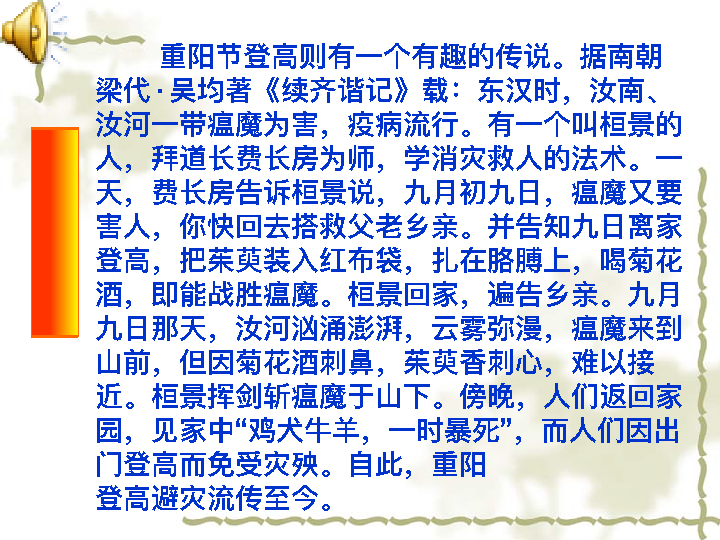 重阳节登高则有一个有趣的传说。据南朝
梁代·吴均著《续齐谐记》载：东汉时，汝南、
汝河一带瘟魔为害，疫病流行。有一个叫桓景的
人，拜道长费长房为师，学消灾救人的法术。一
天，费长房告诉桓景说，九月初九日，瘟魔又要
害人，你快回去搭救父老乡亲。并告知九日离家
登高，把茱萸装入红布袋，扎在胳膊上，喝菊花
酒，即能战胜瘟魔。桓景回家，遍告乡亲。九月
九日那天，汝河汹涌澎湃，云雾弥漫，瘟魔来到
山前，但因菊花酒刺鼻，茱萸香刺心，难以接
近。桓景挥剑斩瘟魔于山下。傍晚，人们返回家
园，见家中“鸡犬牛羊，一时暴死”，而人们因出
门登高而免受灾殃。自此，重阳
登高避灾流传至今。